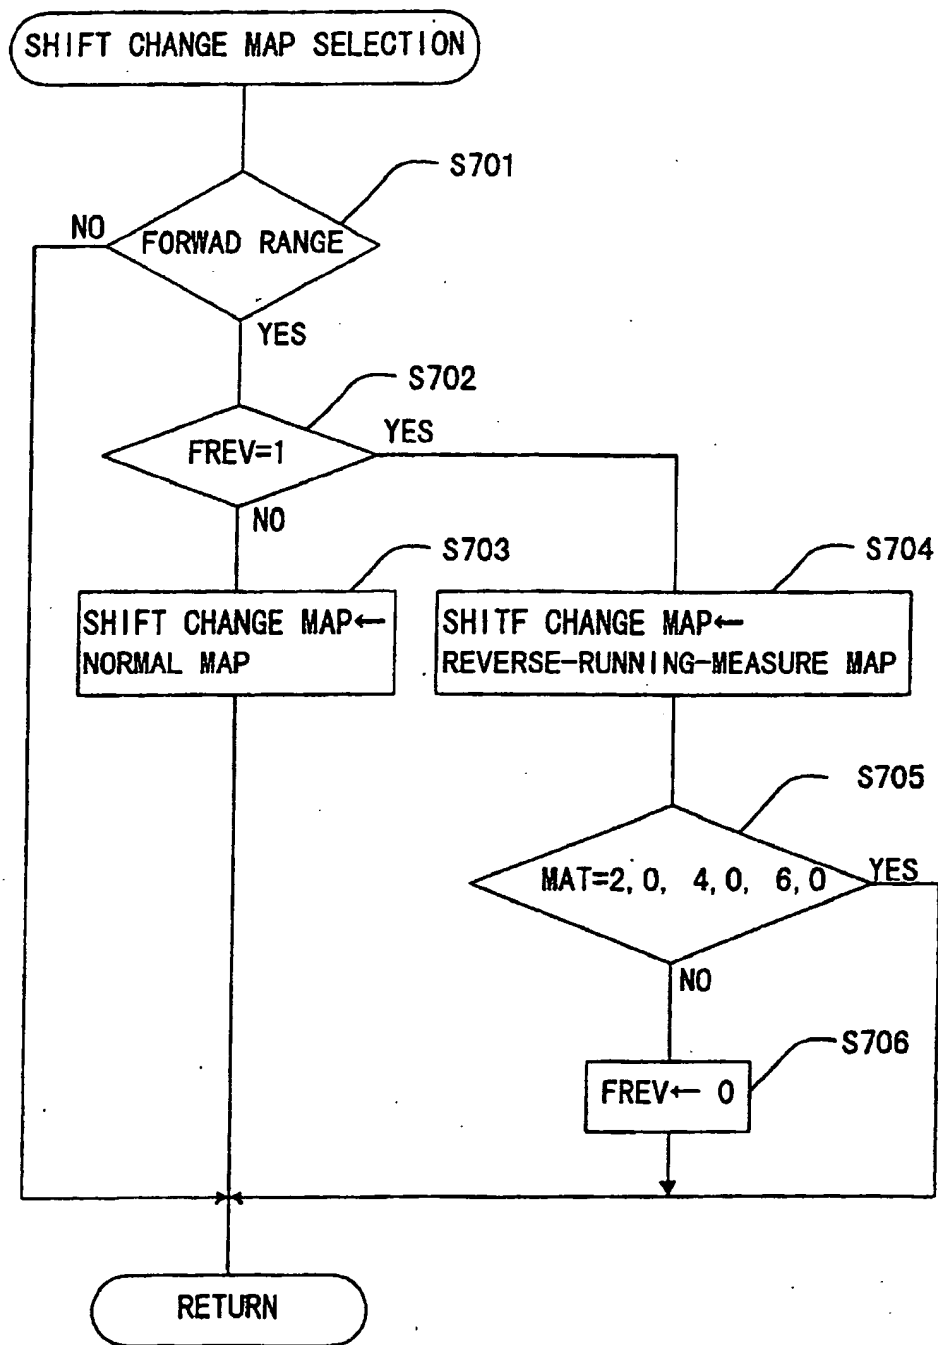 SHIFT CHANGE MAP SELECTION
S701
NO
FORWAD RANGE
YES
S702
FREV=1
YES
NO
S703
S704
SHIFT CHANGE MAP←
NORMAL MAP
SHITF CHANGE MAP←
REVERSE-RUNNING-MEASURE MAP
S705
MAT=2,0, 4,0, 6,0
YES
NO
S706
FREV← 0
RETURN